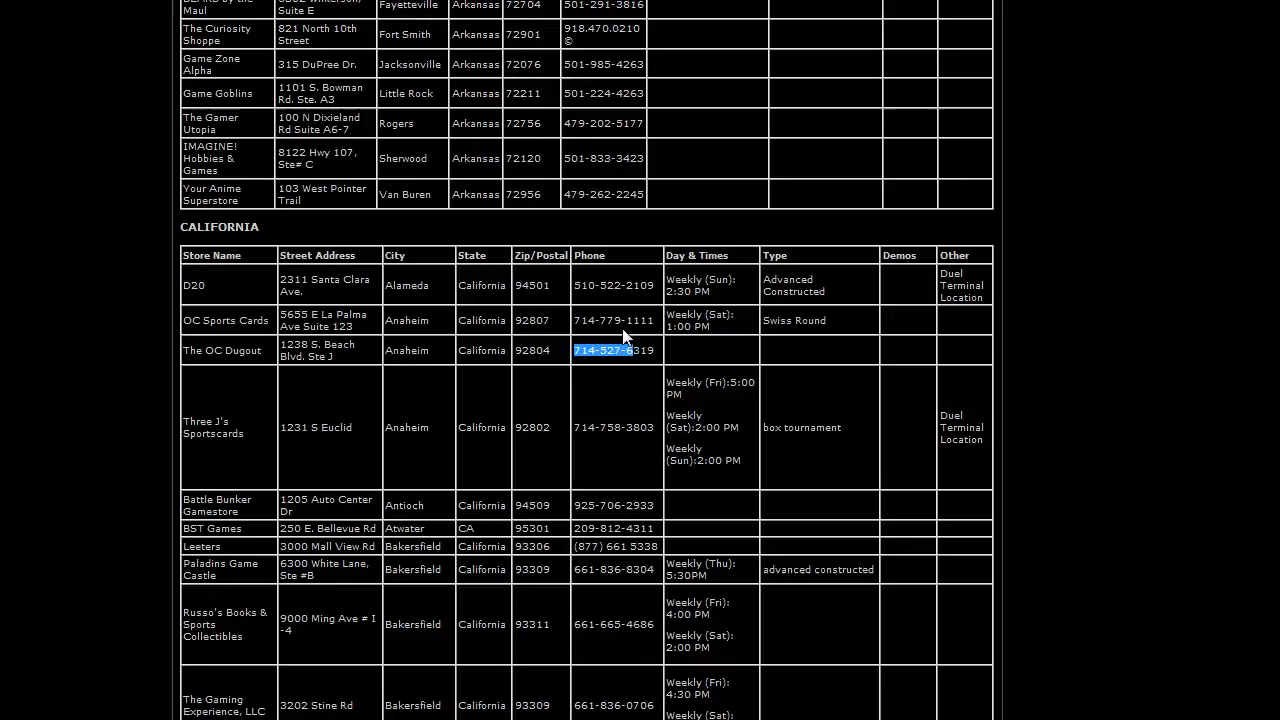 BEARS by the Maul 6302 Wilkerson, Suite E Fayetteville Arkansas 72704 501-291-3816
The Curiosity Shoppe 821 North 10th Street Fort Smith Arkansas 72901 918.470.0210 ©
Game Zone Alpha 315 DuPree Dr. Jacksonville Arkansas 72076 501-985-4263
Game Goblins 1101 S. Bowman Rd. Ste. A3 Little Rock Arkansas 72211 501-224-4263
The Gamer Utopia 100 N Dixieland Rd Suite A6-7 Rogers Arkansas 72756 479-202-5177
IMAGINE! Hobbies & Games 8122 Hwy 107, Ste# C Sherwood Arkansas 72120 501-833-3423
Your Anime Superstore 103 West Pointer Trail Van Buren Arkansas 72956 479-262-2245
CALIFORNIA
Store Name Street Address City State Zip/Postal Phone Day & Times Type Demos Other
D20 2311 Santa Clara Ave. Alameda California 94501 510-522-2109 Weekly (Sun): 2:30 PM Advanced Constructed Duel Terminal Location
OC Sports Cards 5655 E La Palma Ave Suite 123 Anaheim California 92807 714-779-1111 Weekly (Sat): 1:00 PM Swiss Round
The OC Dugout 1238 S. Beach Blvd. Ste J Anaheim California 92804 714-527-6319
Three J's Sportscards 1231 S Euclid Anaheim California 92802 714-758-3803 Weekly (Fri):5:00 PM Weekly (Sat):2:00 PM Weekly (Sun):2:00 PM box tournament Duel Terminal Location
Battle Bunker Gamestore 1205 Auto Center Dr Antioch California 94509 925-706-2933
BST Games 250 E. Bellevue Rd Atwater CA 95301 209-812-4311
Leeters 3000 Mall View Rd Bakersfield California 93306 (877) 661 5338
Paladins Game Castle 6300 White Lane, Ste #B Bakersfield California 93309 661-836-8304 Weekly (Thu): 5:30PM advanced constructed
Russo's Books & Sports Collectibles 9000 Ming Ave # I -4 Bakersfield California 93311 661-665-4686 Weekly (Fri): 4:00 PM Weekly (Sat): 2:00 PM
The Gaming Experience, LLC 3202 Stine Rd Bakersfield California 93309 661-836-0706 Weekly (Fri): 4:30 PM Weekly (Sat):